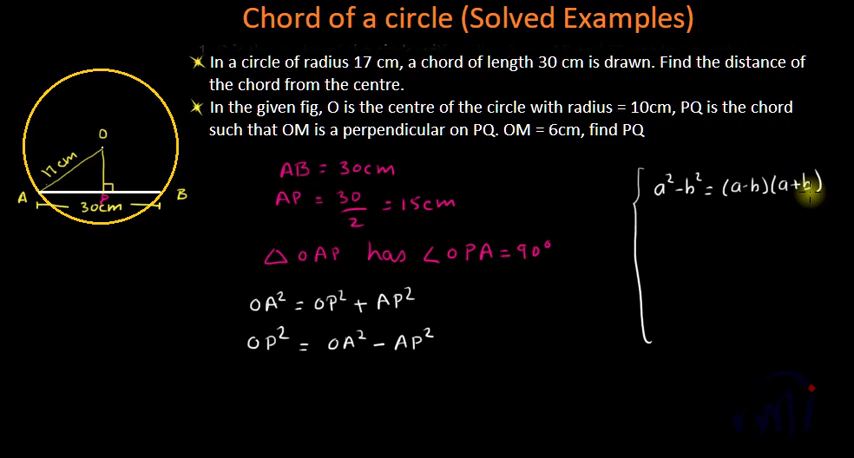 Chord of a circle (Solved Examples)
In a circle of radius 17 cm, a chord of length 30 cm is drawn. Find the distance of
the chord from the centre.
In the given fig, O is the centre of the circle with radius = 10cm, PQ is the chord
such that OM is a perpendicular on PQ. OM = 6cm, find PQ
O
17 cm
A
P
B
30cm
AB = 30cm
AP = 30/2 = 15cm
△OAP has ∠OPA = 90°
OA² = OP² + AP²
OP² = OA² - AP²
a²-b² = (a-b)(a+b)